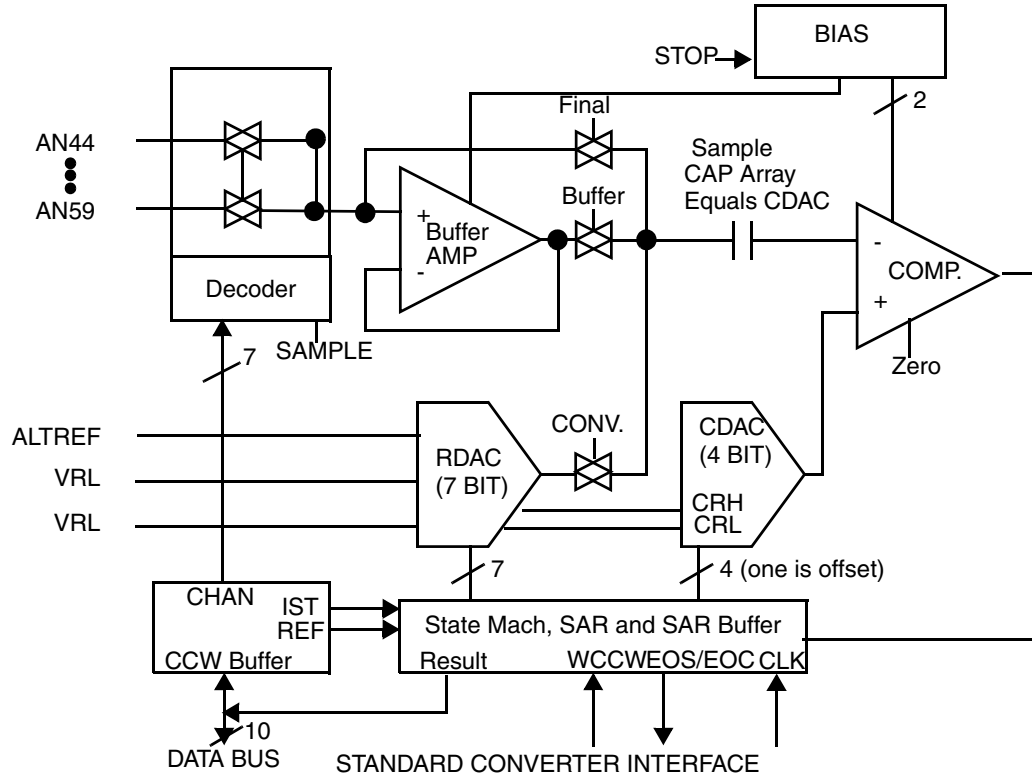 BIAS
STOP
2
Final
AN44
AN59
Sample
CAP Array
Equals CDAC
Buffer
+
Buffer
AMP
-
-
COMP.
+
Decoder
SAMPLE
Zero
7
ALTREF
VRL
VRL
RDAC
(7 BIT)
CONV.
CDAC
(4 BIT)
CRH
CRL
7
4 (one is offset)
CHAN
IST
REF
CCW Buffer
State Mach, SAR and SAR Buffer
Result
WCCW
EOS/EOC
CLK
10
DATA BUS
STANDARD CONVERTER INTERFACE